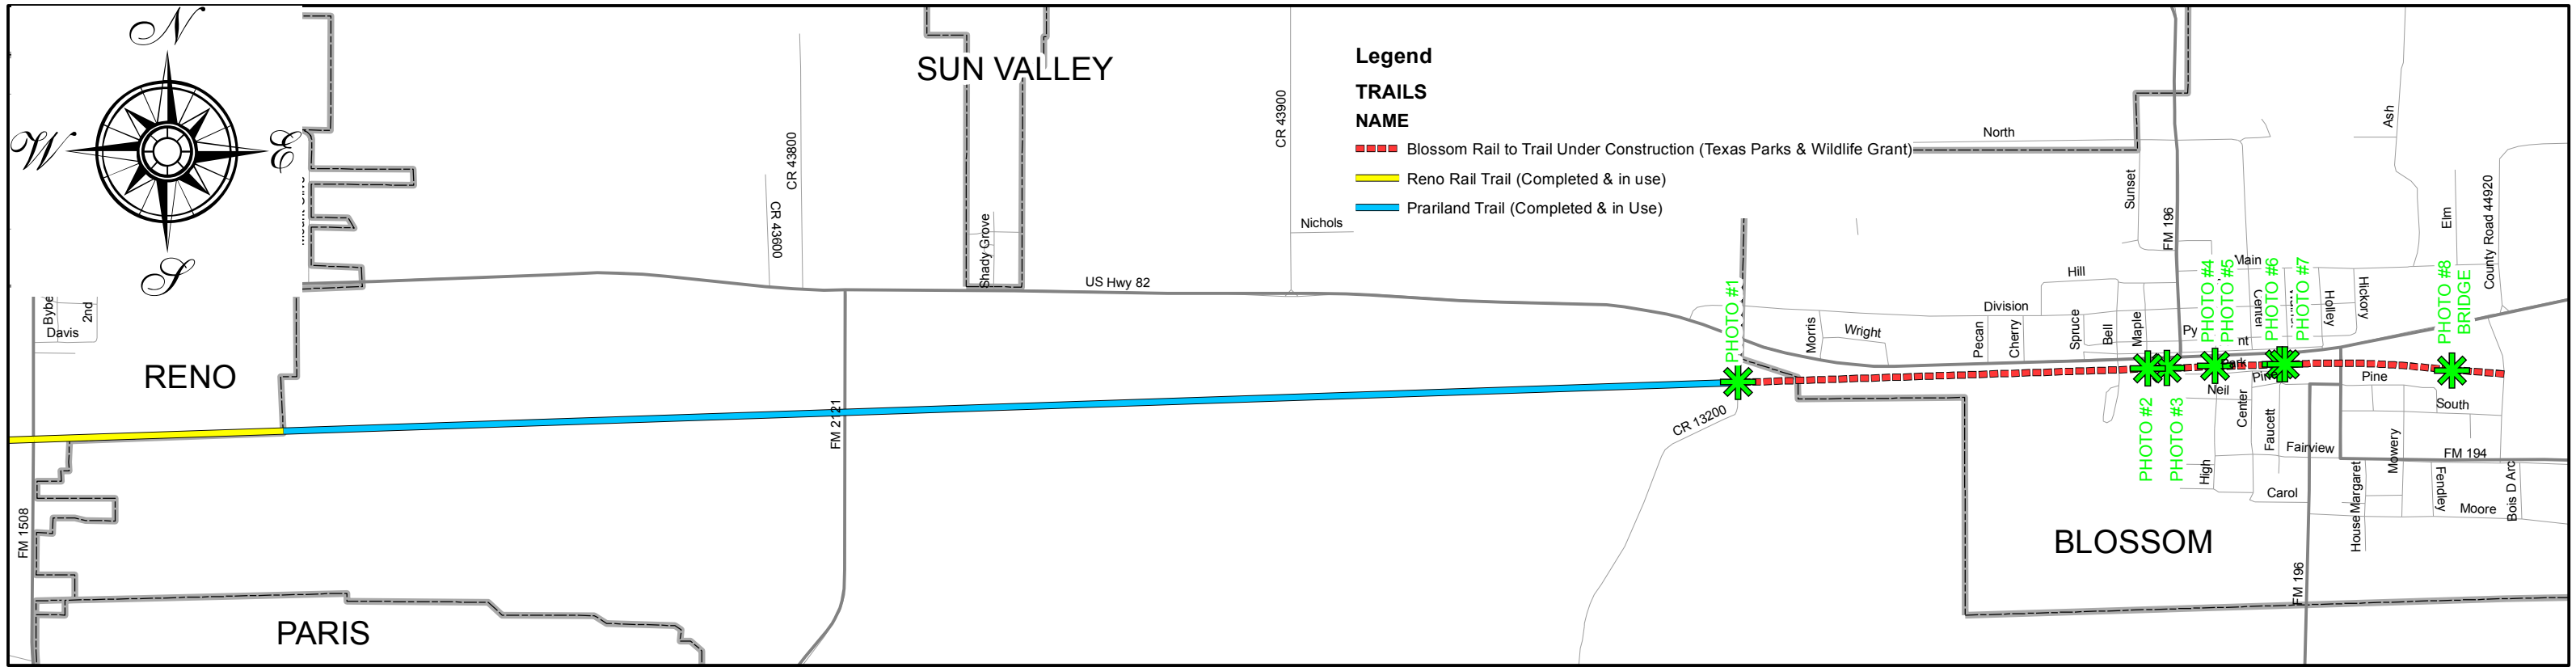 N
W
E
S
SUN VALLEY
Legend
TRAILS
NAME
Blossom Rail to Trail Under Construction (Texas Parks & Wildlife Grant)
Reno Rail Trail (Completed & in use)
Prariland Trail (Completed & in Use)
CR 43800
CR 43600
CR 43900
Nichols
Shady Grove
US Hwy 82
North
Sunset
FM 196
Ash
Elm
County Road 44920
Bybe
2nd
Davis
RENO
PHOTO #1
Morris
Wright
Division
Hill
Pecan
Cherry
Spruce
Bell
Maple
Py
nt
Main
PHOTO #4
PHOTO #5
PHOTO #6
PHOTO #7
Center
Holley
Hickory
PHOTO #8
BRIDGE
Park
Pine
Pine
Neil
South
CR 13200
PHOTO #2
PHOTO #3
Center
Faucett
Fairview
High
Carol
Mowery
FM 194
House
Margaret
Fendley
Moore
Bois D Arc
FM 2121
FM 1508
BLOSSOM
FM 196
PARIS